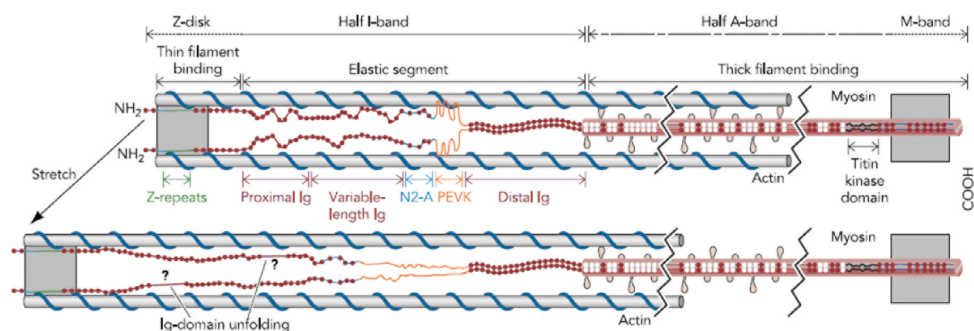 Z-disk Half I-band Half A-band M-band
Thin filament
binding Elastic segment Thick filament binding
NH2 Myosin
NH2
Stretch Actin Titin
kinase
domain
COOH
Z-repeats Proximal Ig Variable-
length Ig N2-A PEVK Distal Ig
Myosin
? ?
Ig-domain unfolding Actin